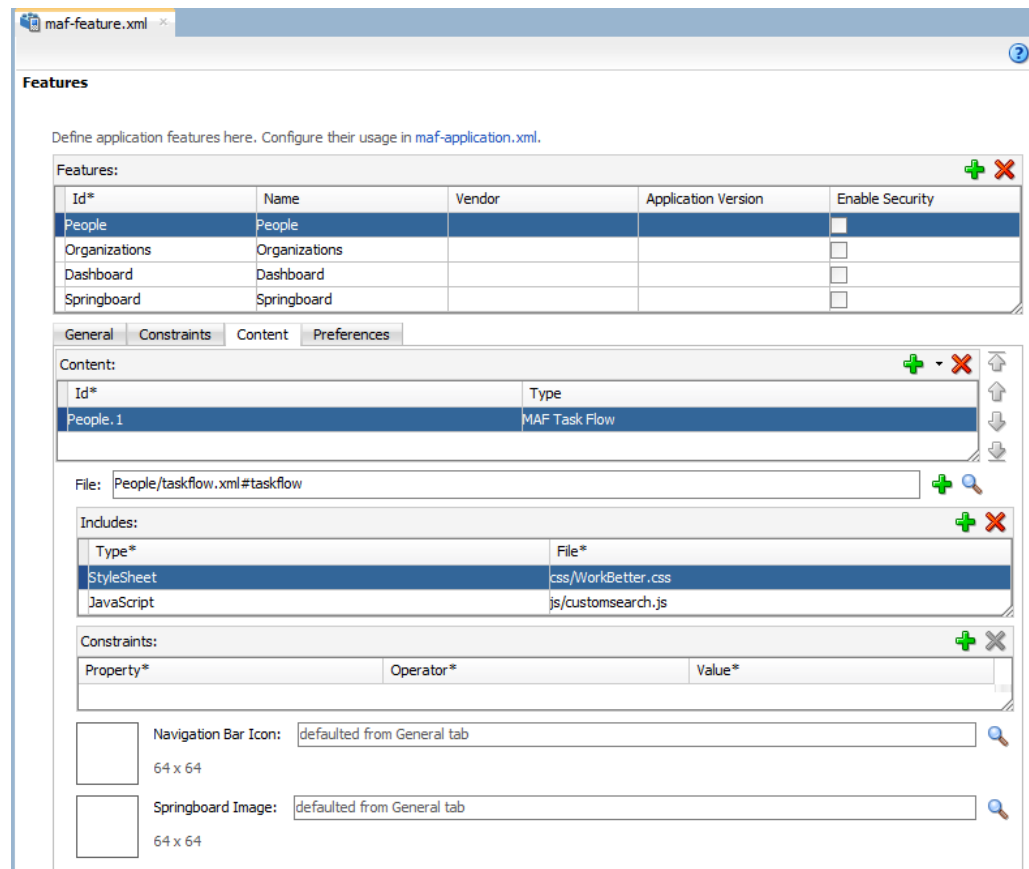 maf-feature.xml
Features
Define application features here. Configure their usage in maf-application.xml.
Features:
Id* Name Vendor Application Version Enable Security
People People
Organizations Organizations
Dashboard Dashboard
Springboard Springboard
General Constraints Content Preferences
Content:
Id* Type
People.1 MAF Task Flow
File: People/taskflow.xml#taskflow
Includes:
Type* File*
StyleSheet css/WorkBetter.css
JavaScript js/customsearch.js
Constraints:
Property* Operator* Value*
Navigation Bar Icon: defaulted from General tab
64 x 64
Springboard Image: defaulted from General tab
64 x 64